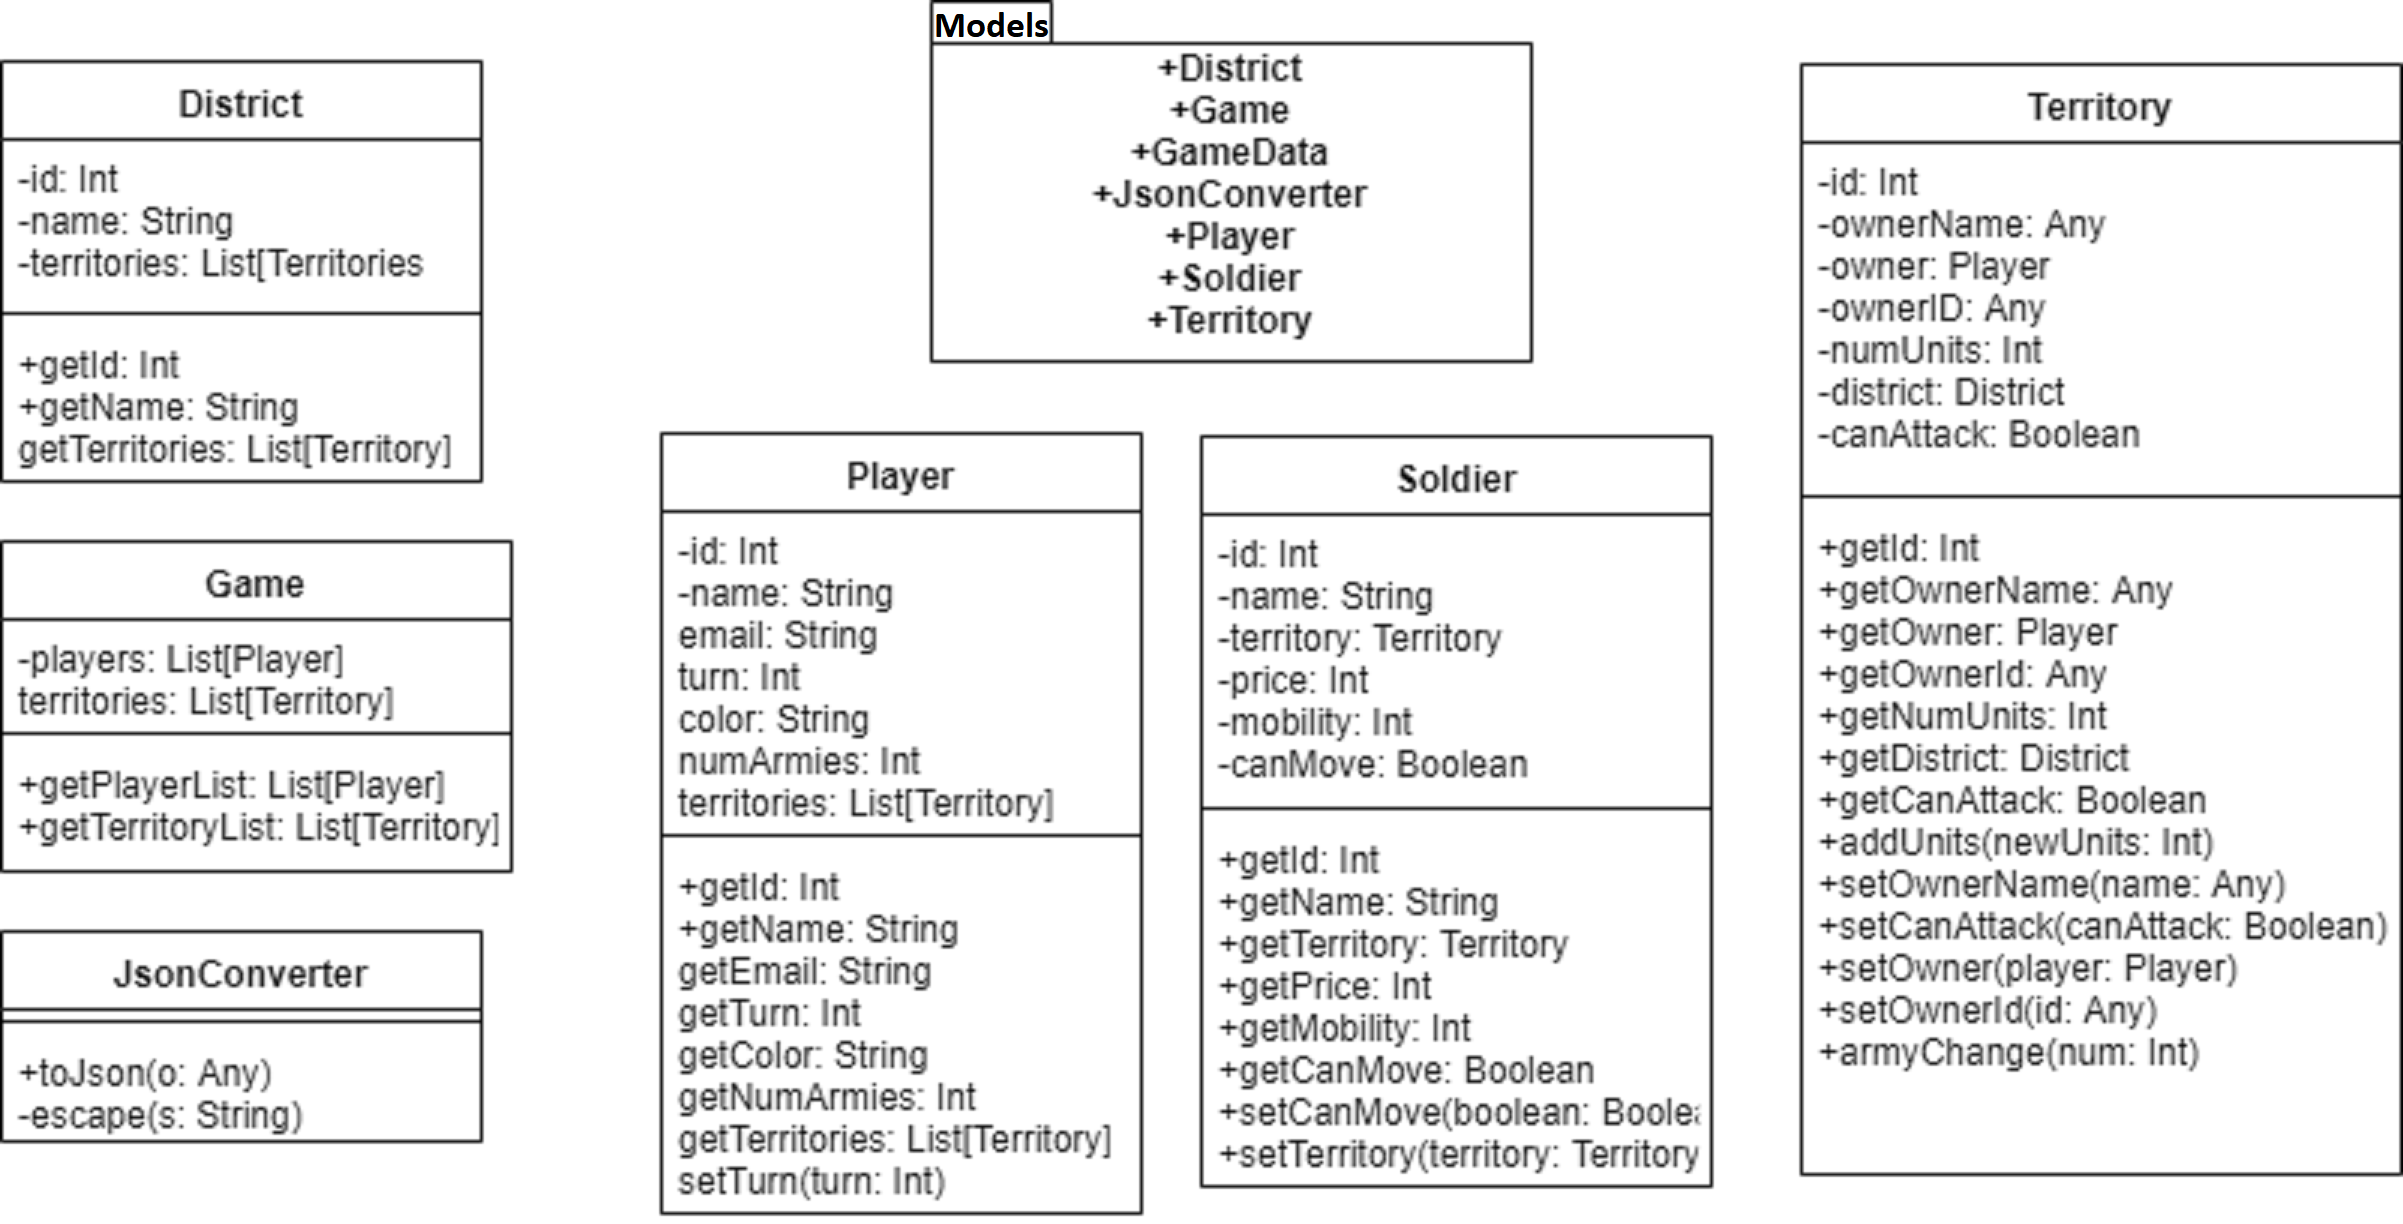 Models
+District
+Game
+GameData
+JsonConverter
+Player
+Soldier
+Territory
District
-id: Int
-name: String
-territories: List[Territories
+getId: Int
+getName: String
getTerritories: List[Territory]
Game
-players: List[Player]
territories: List[Territory]
+getPlayerList: List[Player]
+getTerritoryList: List[Territory]
JsonConverter
+toJson(o: Any)
-escape(s: String)
Player
-id: Int
-name: String
email: String
turn: Int
color: String
numArmies: Int
territories: List[Territory]
+getId: Int
+getName: String
getEmail: String
getTurn: Int
getColor: String
getNumArmies: Int
getTerritories: List[Territory]
setTurn(turn: Int)
Soldier
-id: Int
-name: String
-territory: Territory
-price: Int
-mobility: Int
-canMove: Boolean
+getId: Int
+getName: String
+getTerritory: Territory
+getPrice: Int
+getMobility: Int
+getCanMove: Boolean
+setCanMove(boolean: Boolea
+setTerritory(territory: Territory
Territory
-id: Int
-ownerName: Any
-owner: Player
-ownerID: Any
-numUnits: Int
-district: District
-canAttack: Boolean
+getId: Int
+getOwnerName: Any
+getOwner: Player
+getOwnerId: Any
+getNumUnits: Int
+getDistrict: District
+getCanAttack: Boolean
+addUnits(newUnits: Int)
+setOwnerName(name: Any)
+setCanAttack(canAttack: Boolean)
+setOwner(player: Player)
+setOwnerId(id: Any)
+armyChange(num: Int)